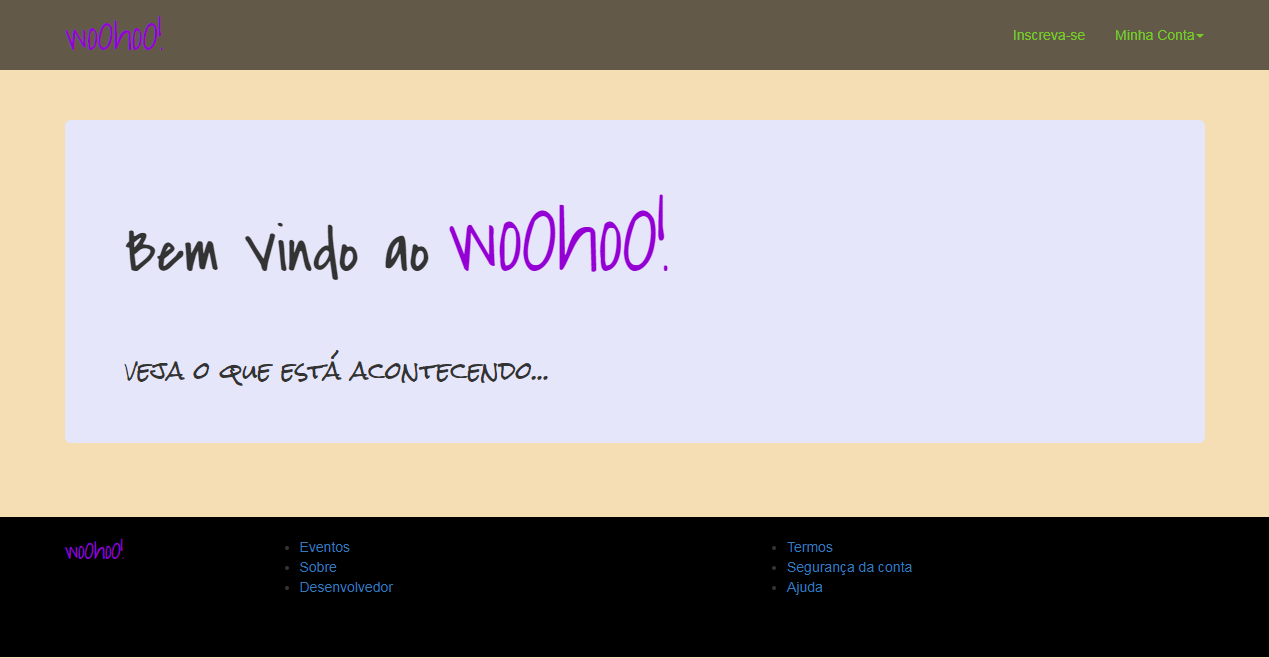 woOhoO!
Inscreva-se
Minha Conta
Bem Vindo ao woOhoO!
Veja o que está acontecendo...
woOhoO!
Eventos
Sobre
Desenvolvedor
Termos
Segurança da conta
Ajuda